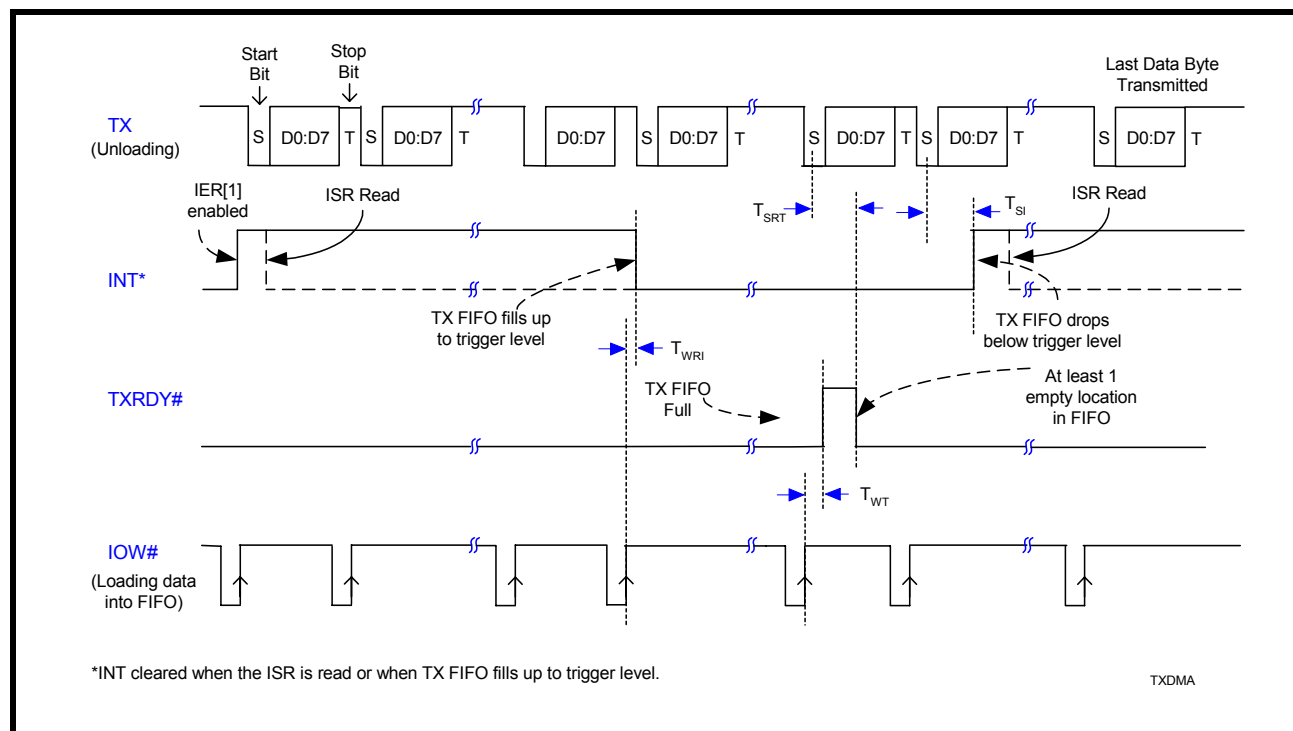 Start
Bit
Stop
Bit
Last Data Byte
Transmitted
TX
(Unloading)
S D0:D7 T S D0:D7 T D0:D7 S D0:D7 T S D0:D7 T S D0:D7 T S D0:D7 T
IER[1]
enabled
ISR Read
TSRT
TSI
ISR Read
INT*
TX FIFO fills up
to trigger level
TX FIFO drops
below trigger level
TWRI
TXRDY#
TX FIFO
Full
At least 1
empty location
in FIFO
TWT
IOW#
(Loading data
into FIFO)
*INT cleared when the ISR is read or when TX FIFO fills up to trigger level.
TXDMA